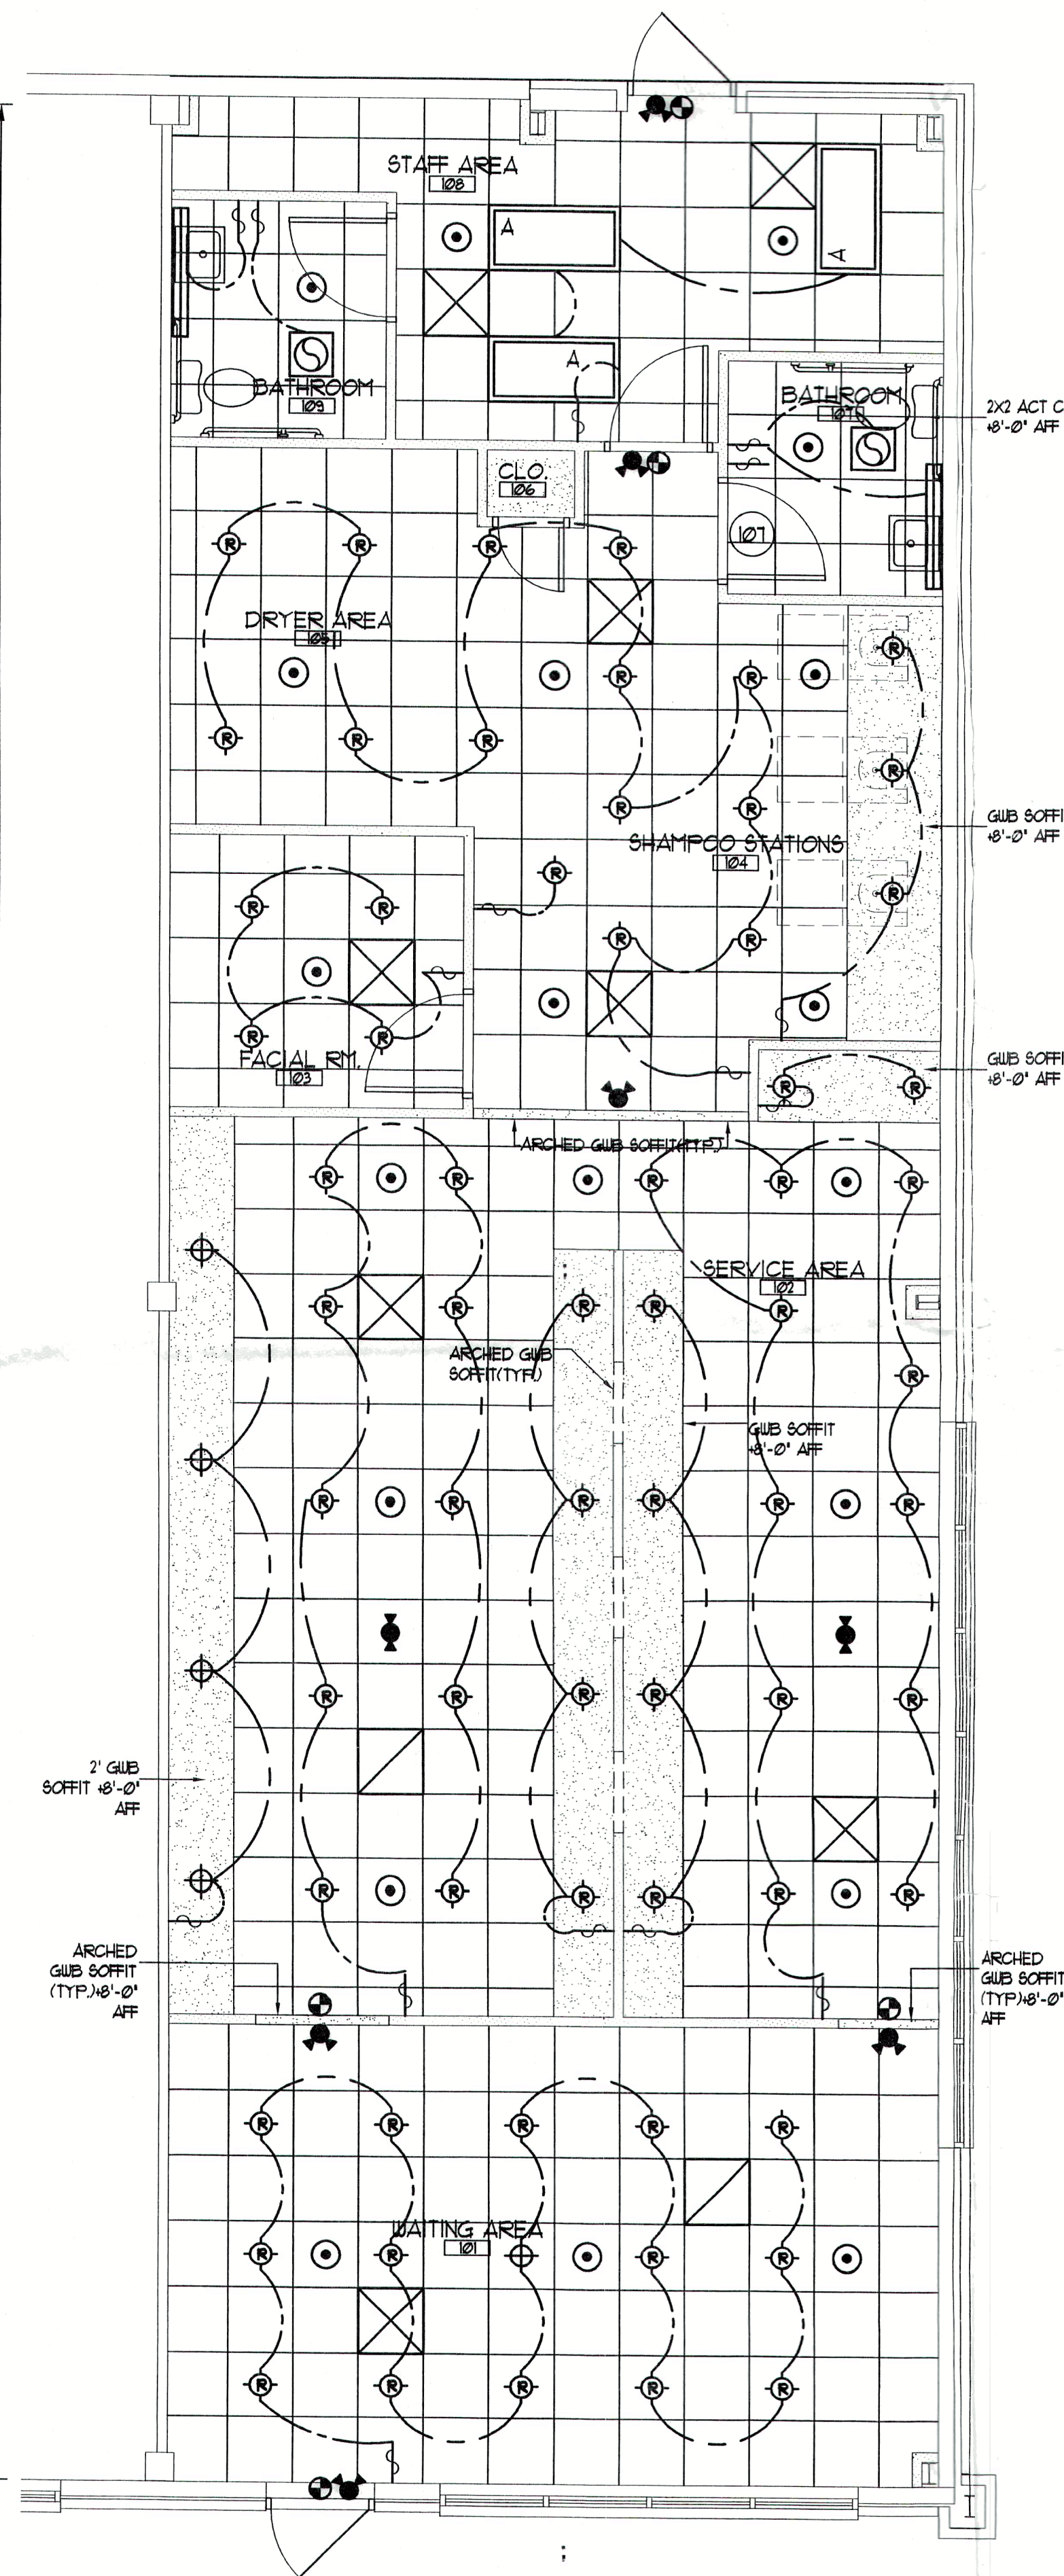 STAFF AREA
108
A
A
A
BATHROOM
109
BATHROOM
107
2X2 ACT C
+8'-0" AFF
CLO.
106
107
DRYER AREA
105
GWB SOFFI
+8'-0" AFF
SHAMPOO STATIONS
104
FACIAL RM.
103
GWB SOFFI
+8'-0" AFF
ARCHED GWB SOFFIT(TYP.)
SERVICE AREA
102
ARCHED GWB
SOFFIT(TYP.)
GWB SOFFIT
+8'-0" AFF
2' GWB
SOFFIT +8'-0"
AFF
ARCHED
GWB SOFFIT
(TYP.)+8'-0"
AFF
ARCHED
GWB SOFFIT
(TYP.)+8'-0"
AFF
WAITING AREA
101